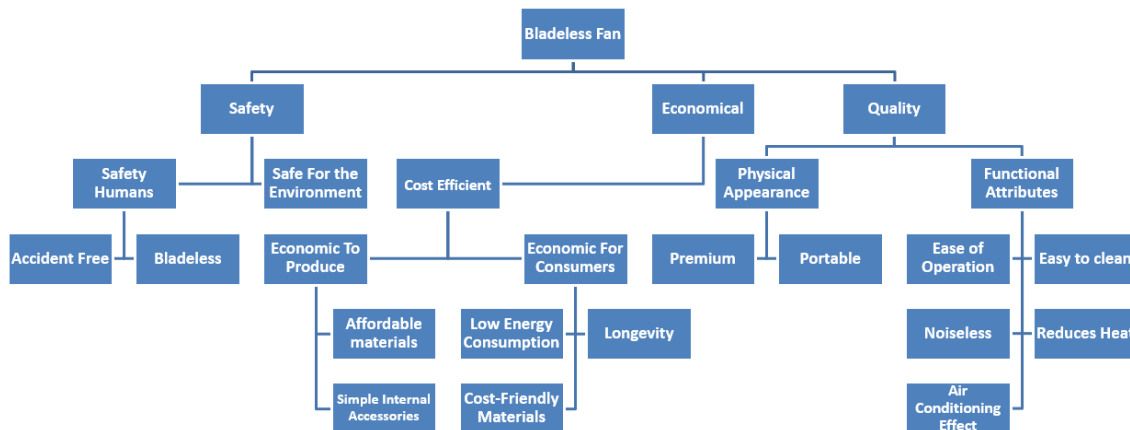 Bladeless Fan
Safety
Economical
Quality
Safety
Humans
Safe For the
Environment
Cost Efficient
Physical
Appearance
Functional
Attributes
Accident Free
Bladeless
Economic To
Produce
Economic For
Consumers
Premium
Portable
Ease of
Operation
Easy to clean
Affordable
materials
Low Energy
Consumption
Longevity
Noiseless
Reduces Heat
Simple Internal
Accessories
Cost-Friendly
Materials
Air
Conditioning
Effect